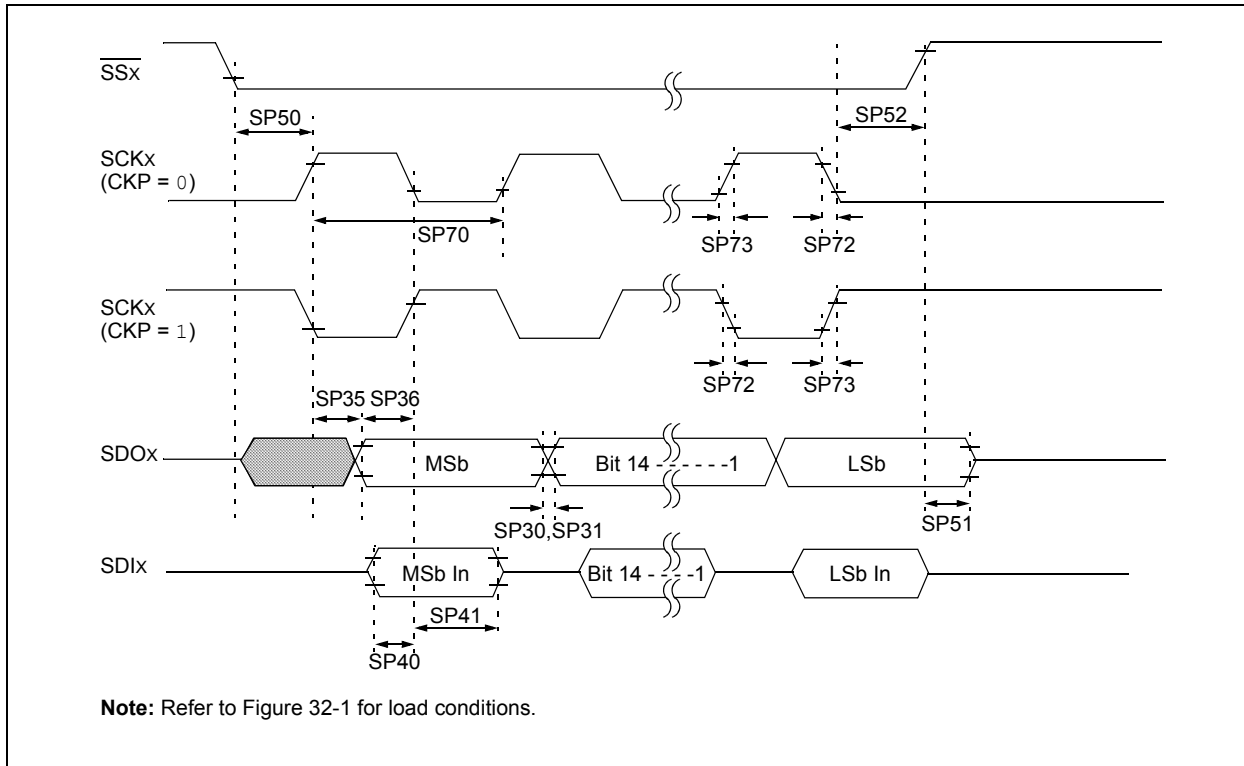 SSx
SP50
SP52
SCKx
(CKP = 0)
SP70
SP73
SP72
SCKx
(CKP = 1)
SP72
SP73
SP35 SP36
SDOx
MSb
Bit 14 - - - - - -1
LSb
SP30,SP31
SP51
SDIx
MSb In
Bit 14 - - - - -1
LSb In
SP41
SP40
Note: Refer to Figure 32-1 for load conditions.